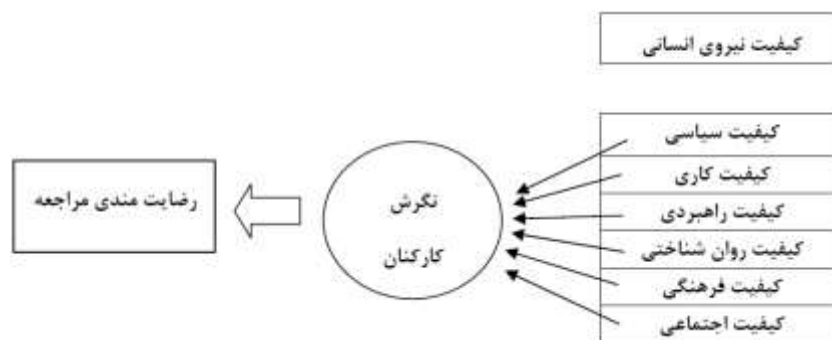 کیفیت نیروی انسانی
کیفیت سیاسی
کیفیت کاری
کیفیت راهبردی
کیفیت روان شناختی
کیفیت فرهنگی
کیفیت اجتماعی
نگرش
کارکنان
رضایت مندی مراجعه